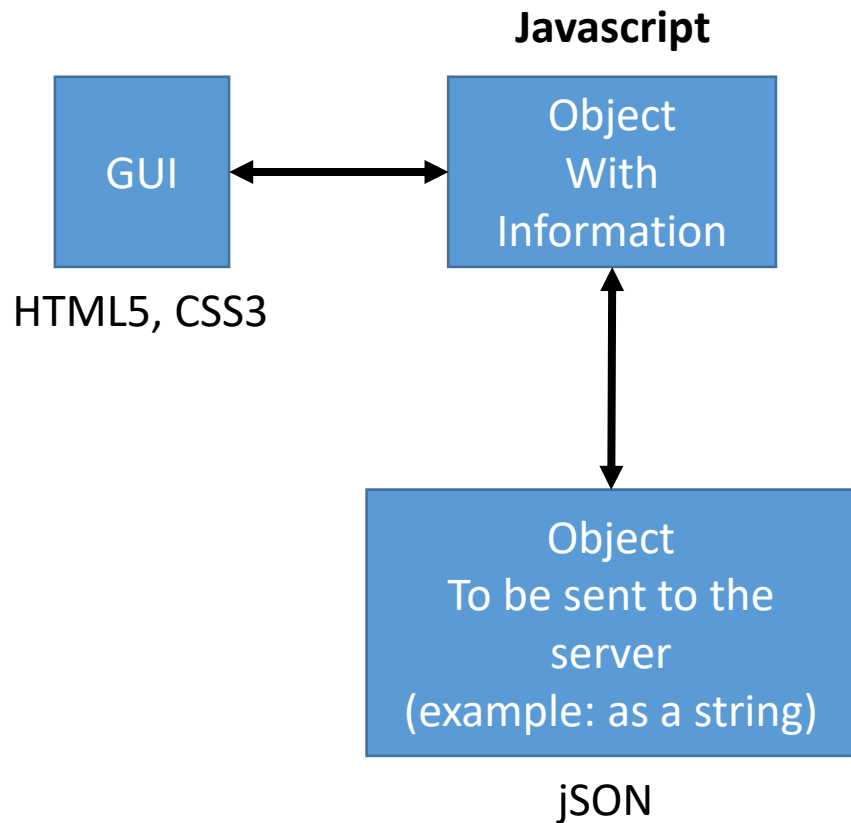 Javascript
GUI
Object
With
Information
HTML5, CSS3
Object
To be sent to the
server
(example: as a string)
jSON